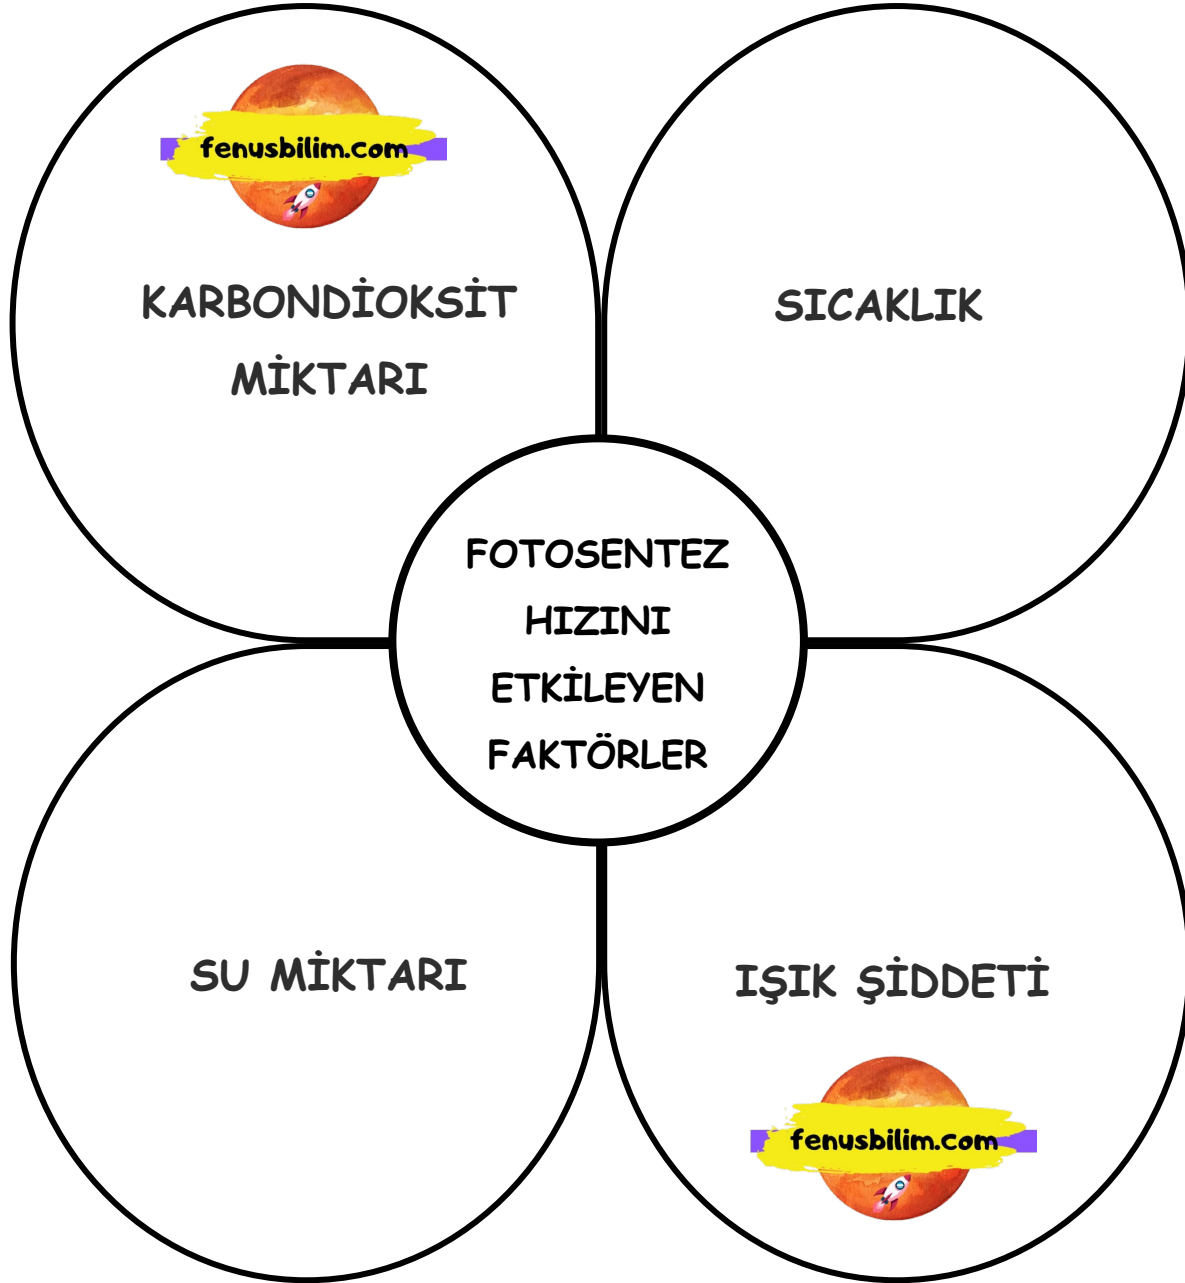 fenusbilim.com
KARBONDİOKSİT
MİKTARI
SICAKLIK
FOTOSENTEZ
HIZINI
ETKİLEYEN
FAKTÖRLER
SU MİKTARI
IŞIK ŞİDDETİ
fenusbilim.com